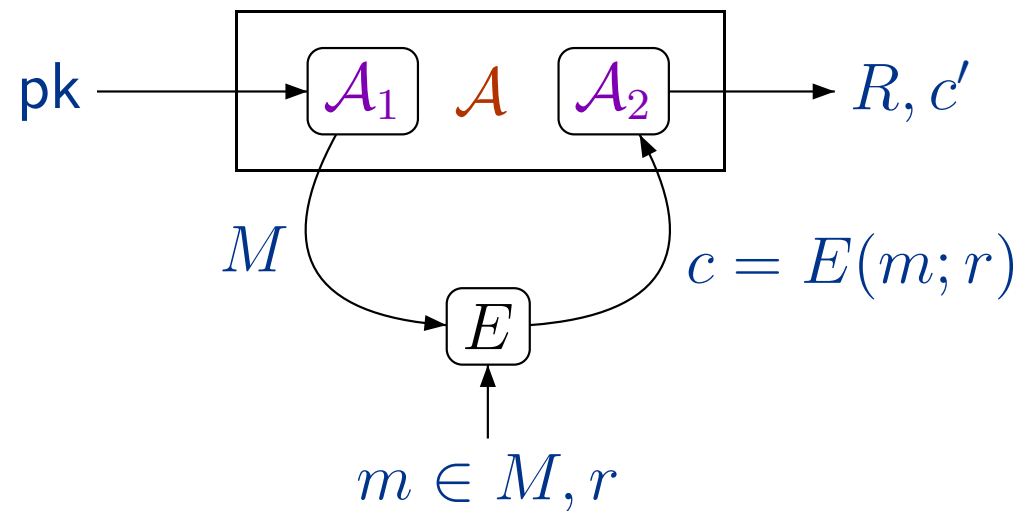 pk
𝒜₁ 𝒜 𝒜₂
R, c′
M
c = E(m; r)
E
m ∈ M, r